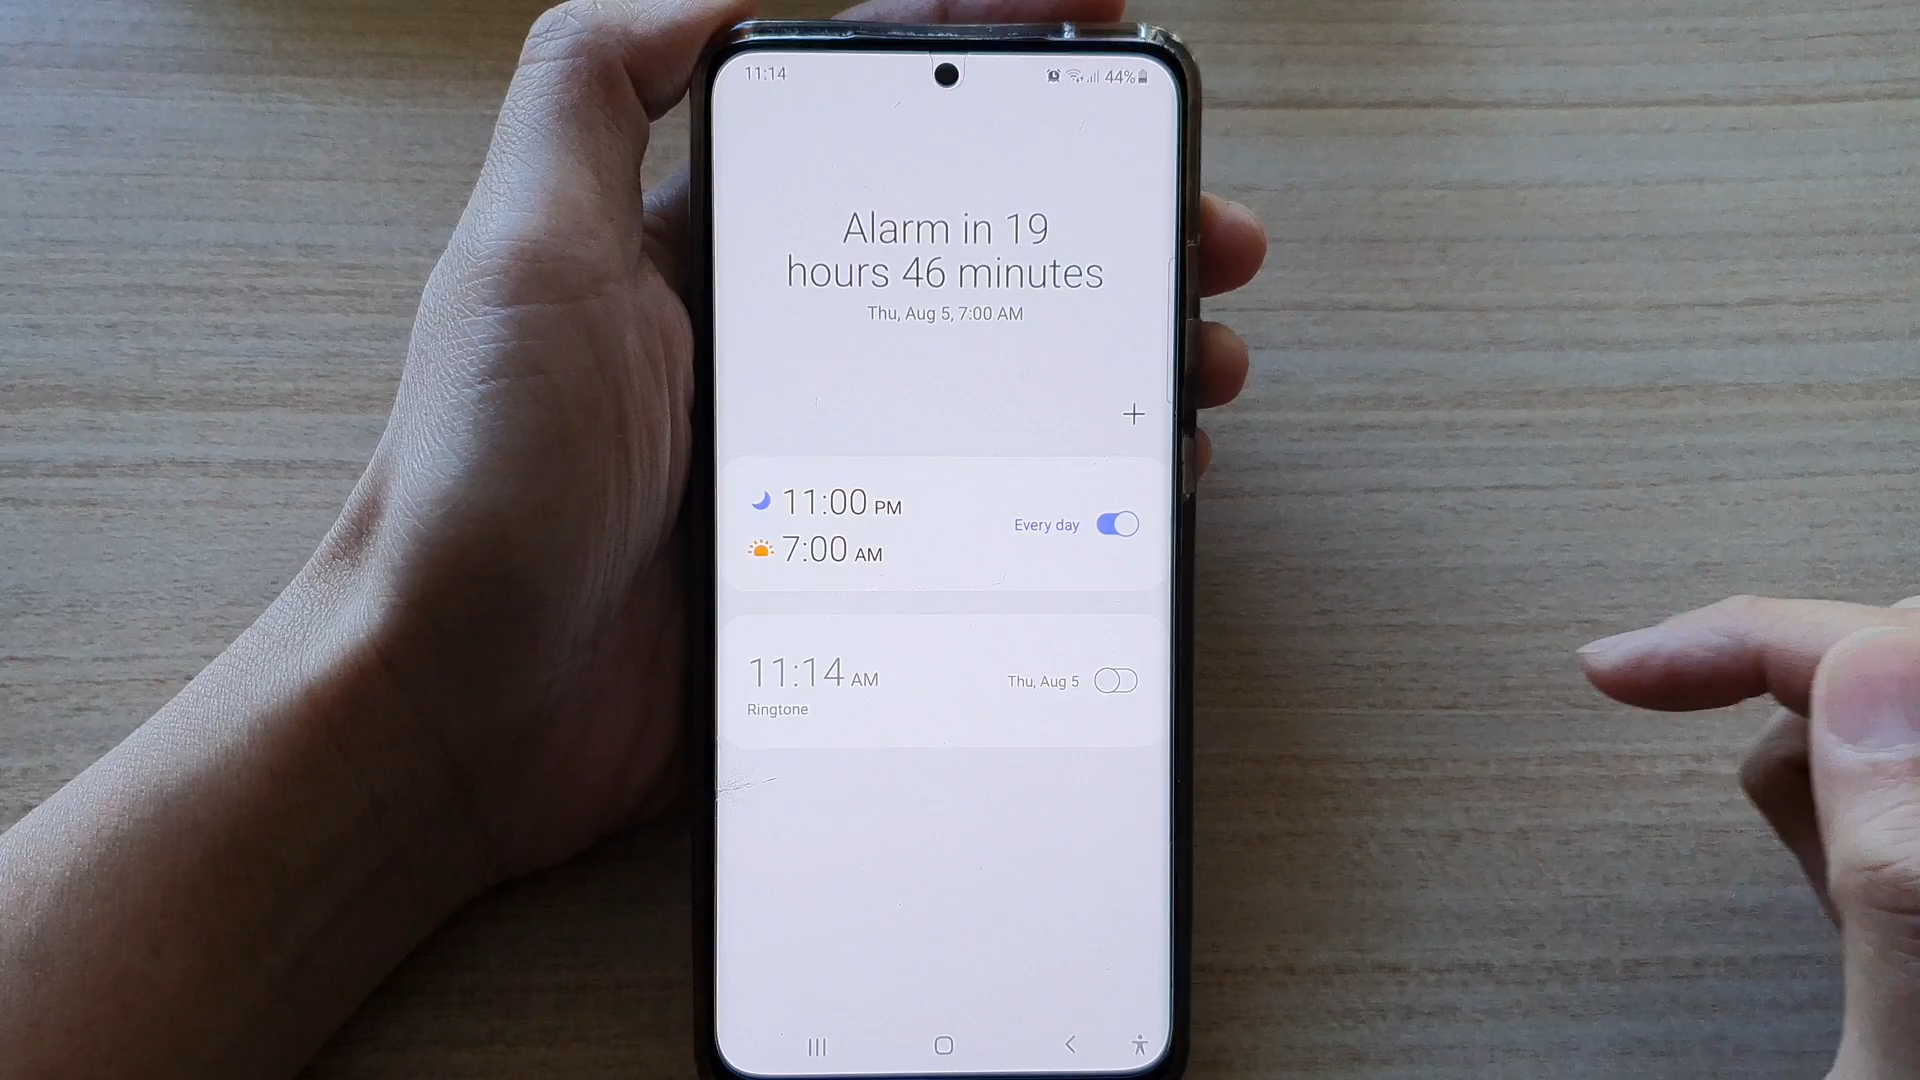 11:14
44%
Alarm in 19
hours 46 minutes
Thu, Aug 5, 7:00 AM
11:00 PM
Every day
7:00 AM
11:14 AM
Thu, Aug 5
Ringtone